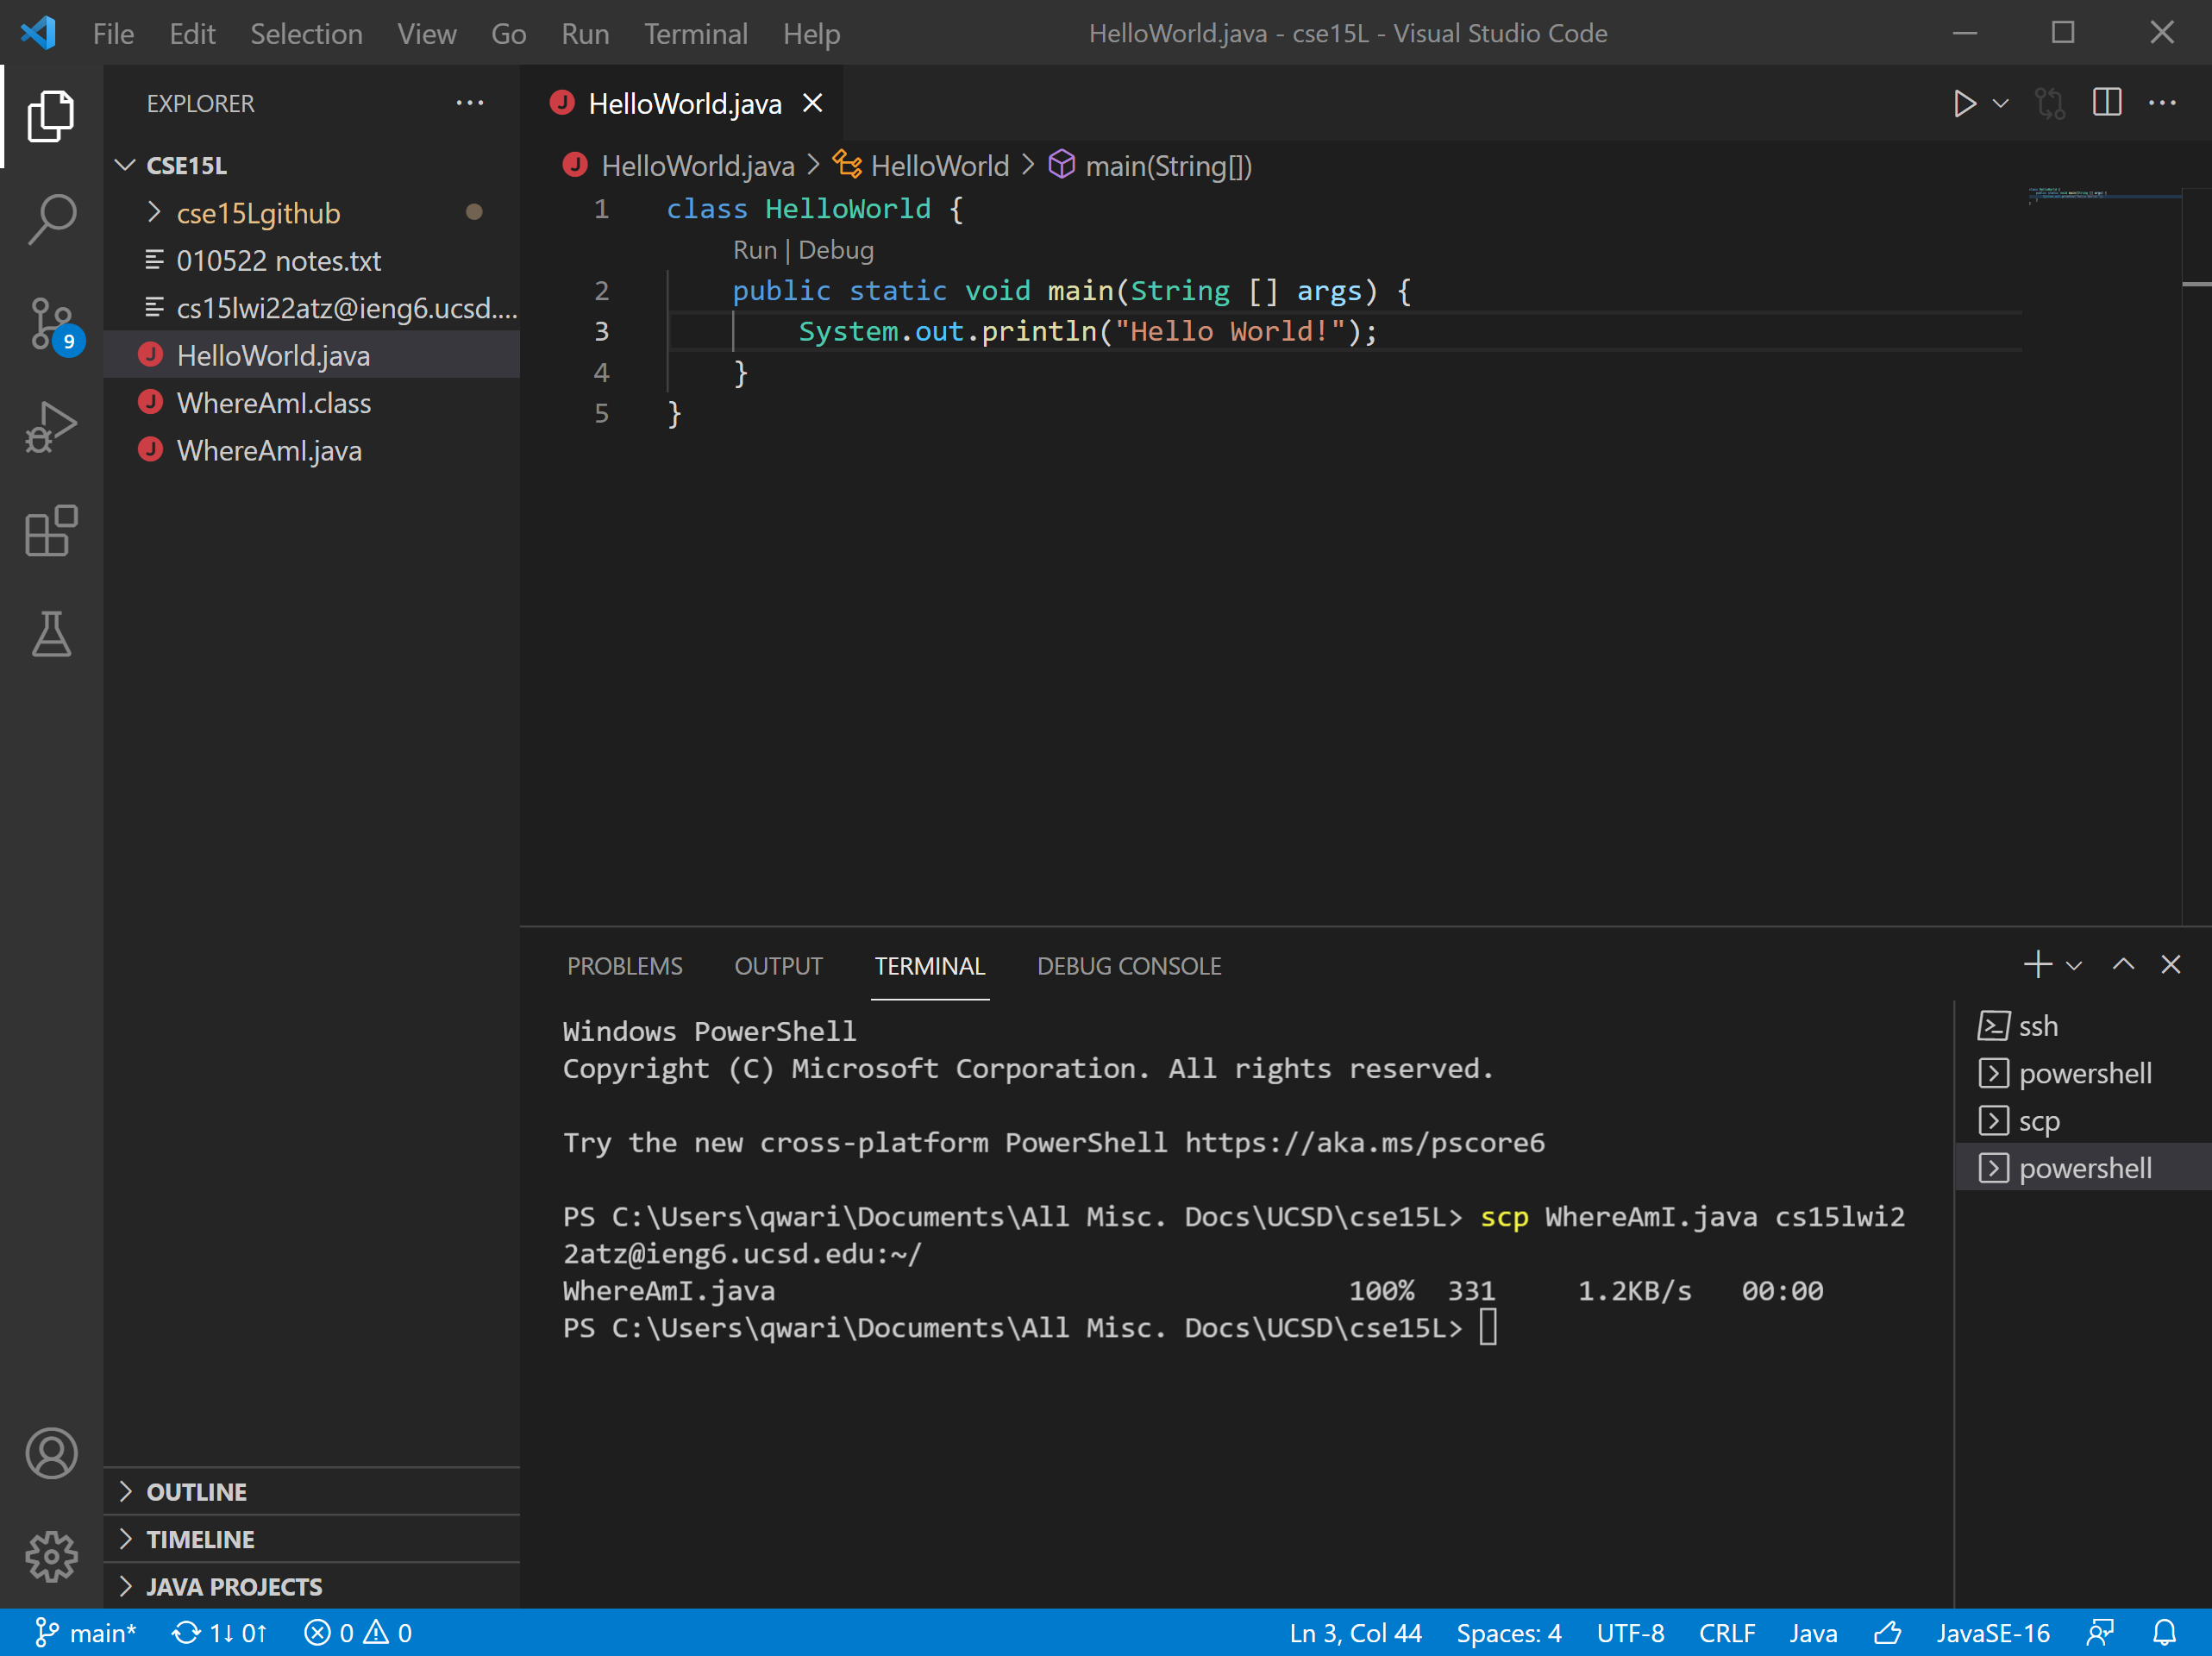 File Edit Selection View Go Run Terminal Help HelloWorld.java - cse15L - Visual Studio Code
EXPLORER
CSE15L
cse15Lgithub
010522 notes.txt
cs15lwi22atz@ieng6.ucsd....
HelloWorld.java
WhereAmI.class
WhereAmI.java
9
OUTLINE
TIMELINE
JAVA PROJECTS
HelloWorld.java
HelloWorld.java > HelloWorld > main(String[])
1 class HelloWorld {
Run | Debug
2 public static void main(String [] args) {
3 System.out.println("Hello World!");
4 }
5 }
PROBLEMS OUTPUT TERMINAL DEBUG CONSOLE
Windows PowerShell
Copyright (C) Microsoft Corporation. All rights reserved.
Try the new cross-platform PowerShell https://aka.ms/pscore6
PS C:\Users\qwari\Documents\All Misc. Docs\UCSD\cse15L> scp WhereAmI.java cs15lwi2
2atz@ieng6.ucsd.edu:~/
WhereAmI.java 100% 331 1.2KB/s 00:00
PS C:\Users\qwari\Documents\All Misc. Docs\UCSD\cse15L>
ssh
powershell
scp
powershell
main* 1↓ 0↑ 0 0 Ln 3, Col 44 Spaces: 4 UTF-8 CRLF Java JavaSE-16